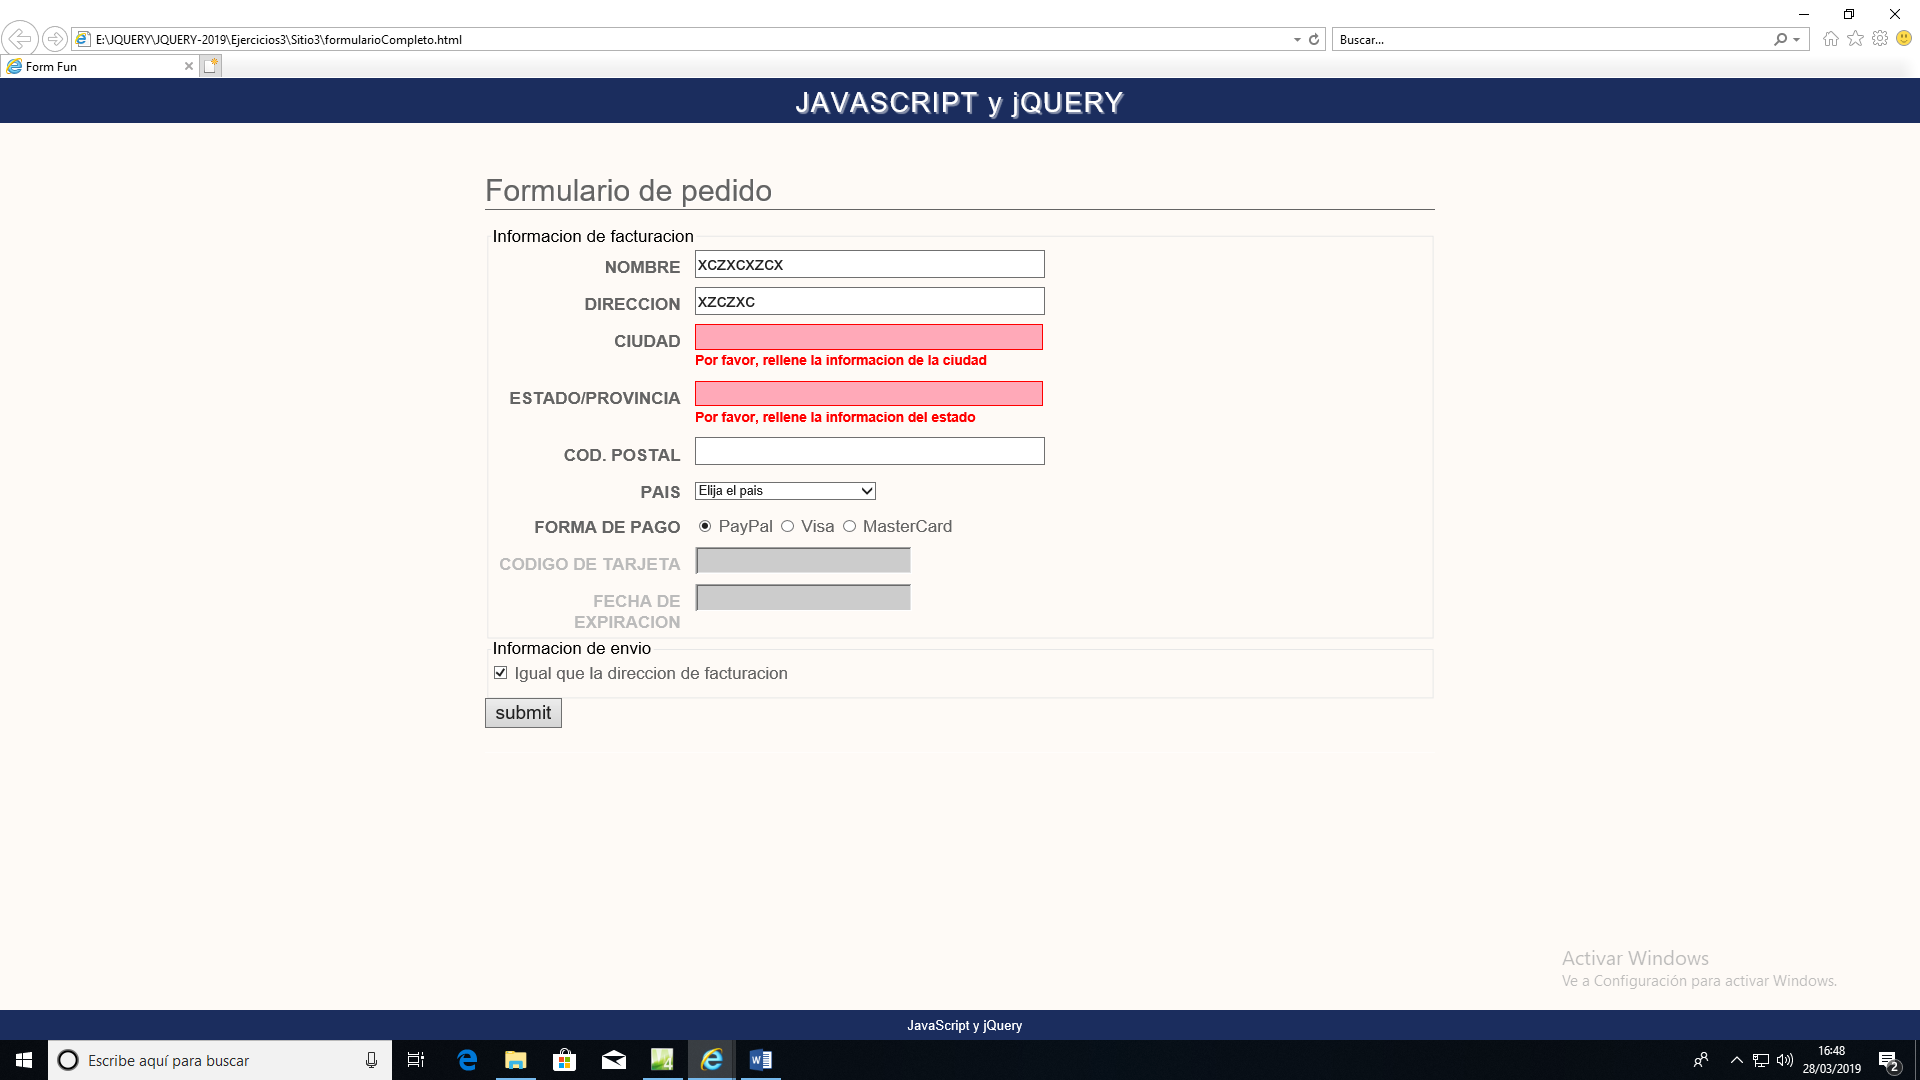 E:\JQUERY\JQUERY-2019\Ejercicios3\Sitio3\formularioCompleto.html
Buscar...
Form Fun
JAVASCRIPT y jQUERY
Formulario de pedido
Informacion de facturacion
NOMBRE XCZXCXZCX
DIRECCION XZCZXC
CIUDAD
Por favor, rellene la informacion de la ciudad
ESTADO/PROVINCIA
Por favor, rellene la informacion del estado
COD. POSTAL
PAIS Elija el pais
FORMA DE PAGO PayPal Visa MasterCard
CODIGO DE TARJETA
FECHA DE
EXPIRACION
Informacion de envio
Igual que la direccion de facturacion
submit
Activar Windows
Ve a Configuración para activar Windows.
JavaScript y jQuery
Escribe aquí para buscar
16:48
28/03/2019
2